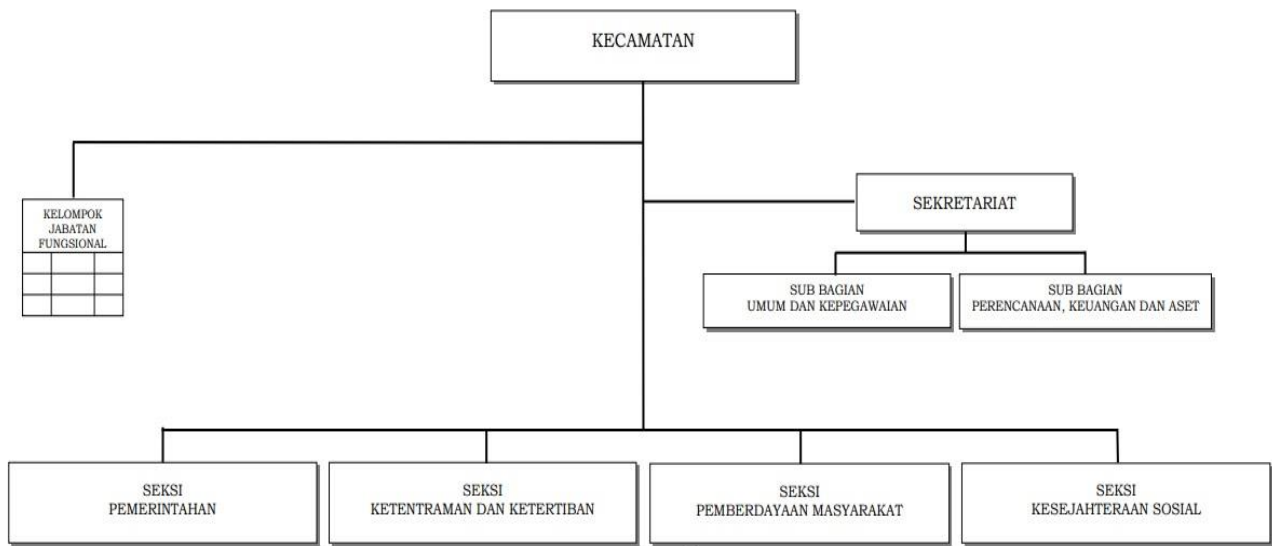 KECAMATAN
KELOMPOK
JABATAN
FUNGSIONAL
SEKRETARIAT
SUB BAGIAN
UMUM DAN KEPEGAWAIAN
SUB BAGIAN
PERENCANAAN, KEUANGAN DAN ASET
SEKSI
PEMERINTAHAN
SEKSI
KETENTRAMAN DAN KETERTIBAN
SEKSI
PEMBERDAYAAN MASYARAKAT
SEKSI
KESEJAHTERAAN SOSIAL